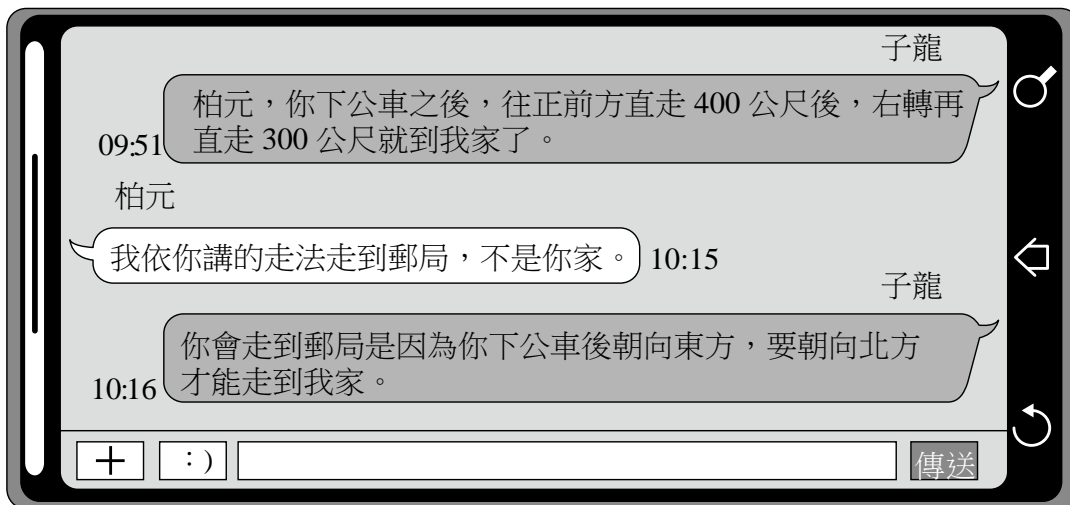 子龍
柏元，你下公車之後，往正前方直走 400 公尺後，右轉再
直走 300 公尺就到我家了。
09:51
柏元
我依你講的走法走到郵局，不是你家。
10:15
子龍
你會走到郵局是因為你下公車後朝向東方，要朝向北方
才能走到我家。
10:16
＋
：)
傳送